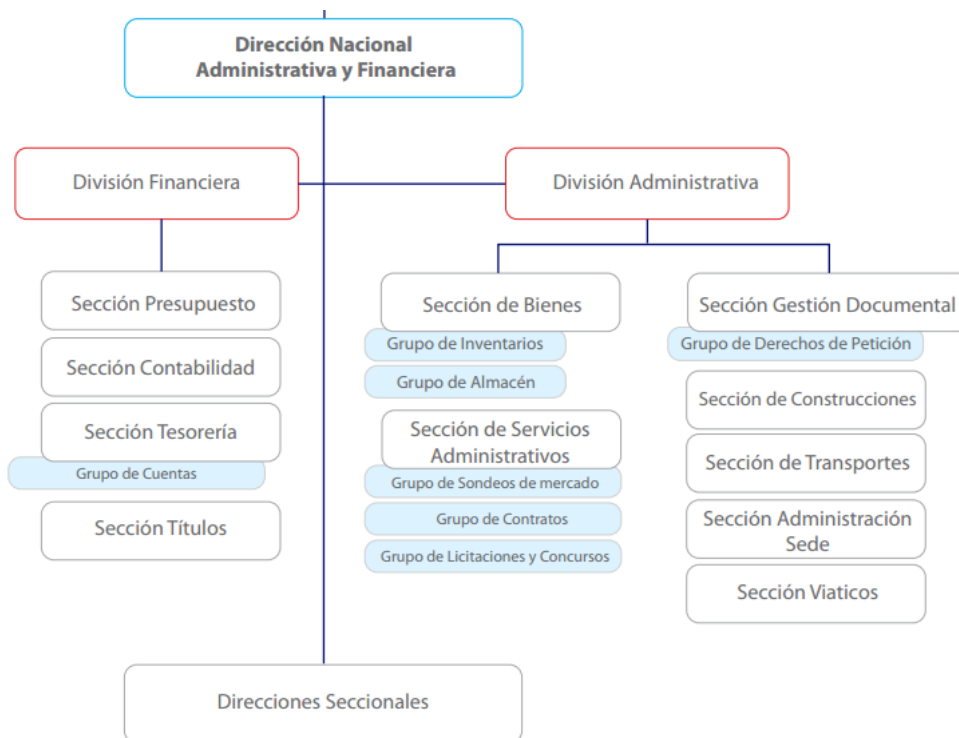 Dirección Nacional
Administrativa y Financiera
División Financiera
División Administrativa
Sección Presupuesto
Sección Contabilidad
Sección Tesorería
Grupo de Cuentas
Sección Títulos
Sección de Bienes
Grupo de Inventarios
Grupo de Almacén
Sección de Servicios
Administrativos
Grupo de Sondeos de mercado
Grupo de Contratos
Grupo de Licitaciones y Concursos
Sección Gestión Documental
Grupo de Derechos de Petición
Sección de Construcciones
Sección de Transportes
Sección Administración
Sede
Sección Viaticos
Direcciones Seccionales